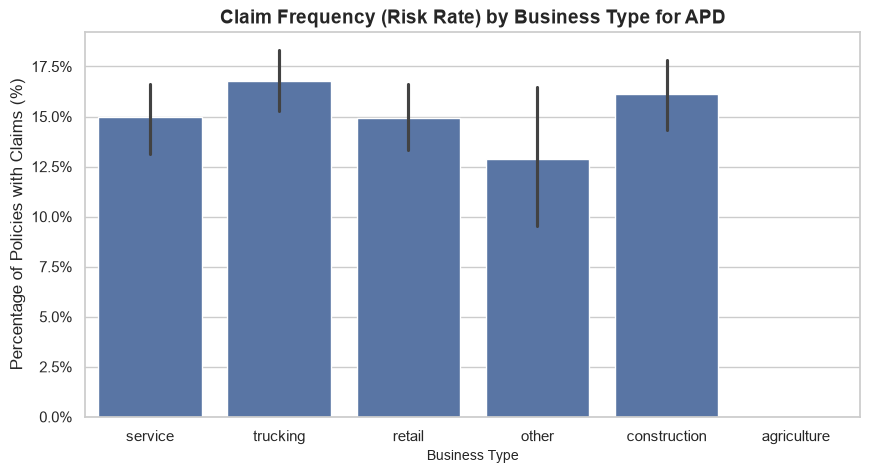 Claim Frequency (Risk Rate) by Business Type for APD
Percentage of Policies with Claims (%)
17.5%
15.0%
12.5%
10.0%
7.5%
5.0%
2.5%
0.0%
service trucking retail other construction agriculture
Business Type